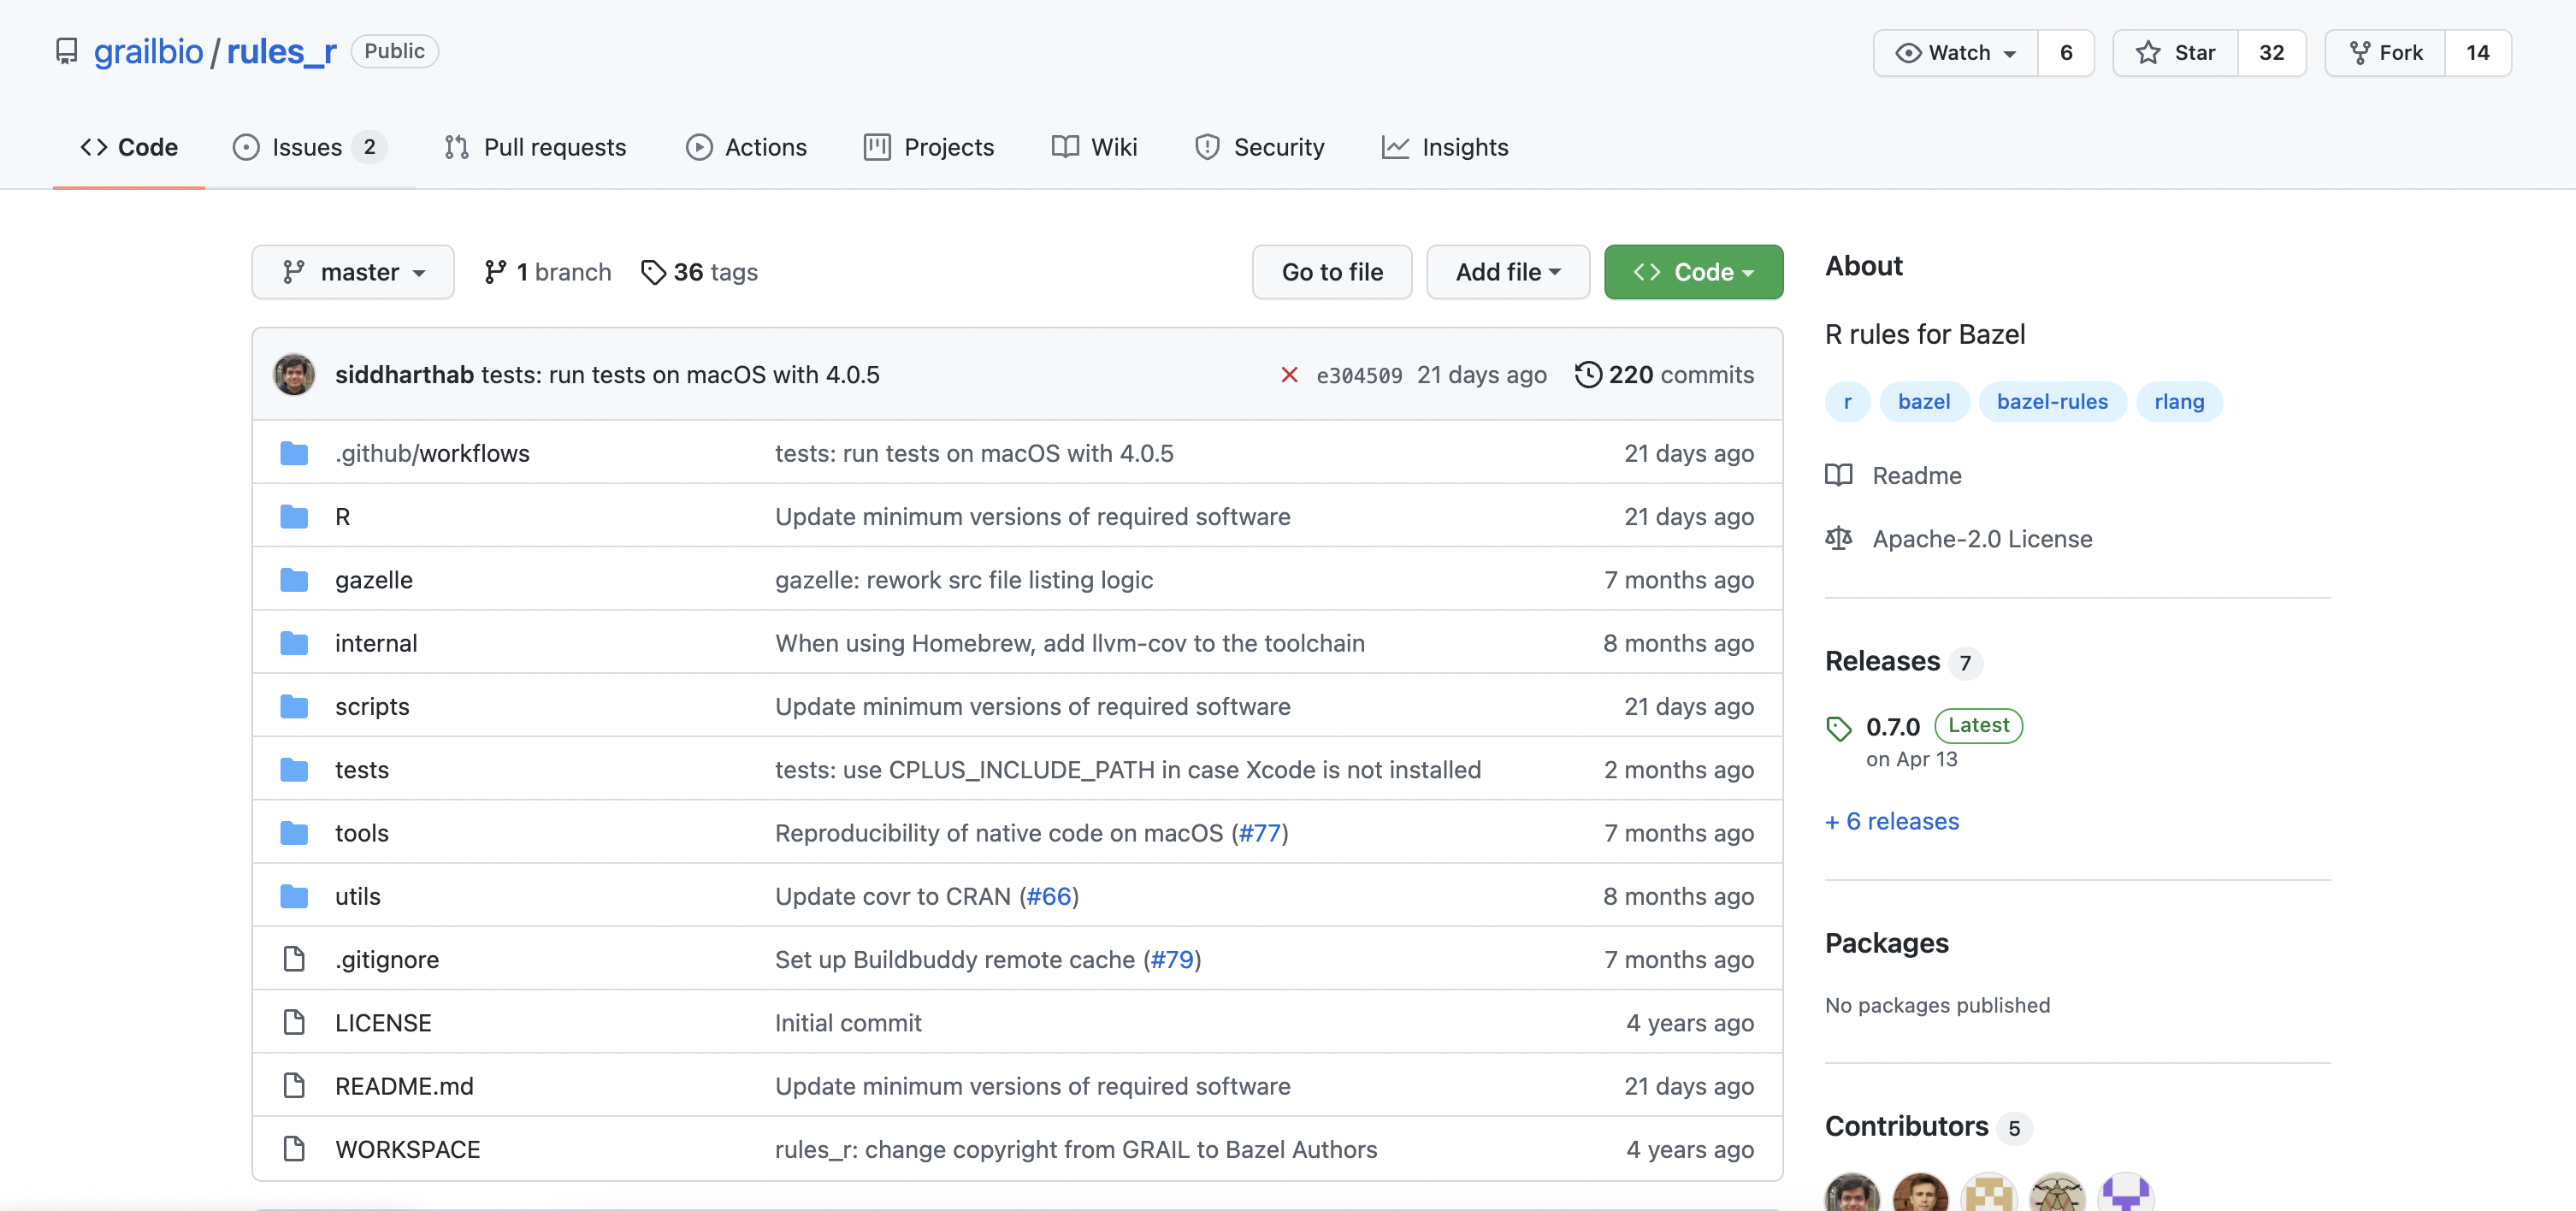 grailbio / rules_r Public Watch 6 Star 32 Fork 14
Code Issues 2 Pull requests Actions Projects Wiki Security Insights
master 1 branch 36 tags Go to file Add file Code
siddharthab tests: run tests on macOS with 4.0.5 e304509 21 days ago 220 commits
.github/workflows tests: run tests on macOS with 4.0.5 21 days ago
R Update minimum versions of required software 21 days ago
gazelle gazelle: rework src file listing logic 7 months ago
internal When using Homebrew, add llvm-cov to the toolchain 8 months ago
scripts Update minimum versions of required software 21 days ago
tests tests: use CPLUS_INCLUDE_PATH in case Xcode is not installed 2 months ago
tools Reproducibility of native code on macOS (#77) 7 months ago
utils Update covr to CRAN (#66) 8 months ago
.gitignore Set up Buildbuddy remote cache (#79) 7 months ago
LICENSE Initial commit 4 years ago
README.md Update minimum versions of required software 21 days ago
WORKSPACE rules_r: change copyright from GRAIL to Bazel Authors 4 years ago
About
R rules for Bazel
r bazel bazel-rules rlang
Readme
Apache-2.0 License
Releases 7
0.7.0 Latest
on Apr 13
+ 6 releases
Packages
No packages published
Contributors 5